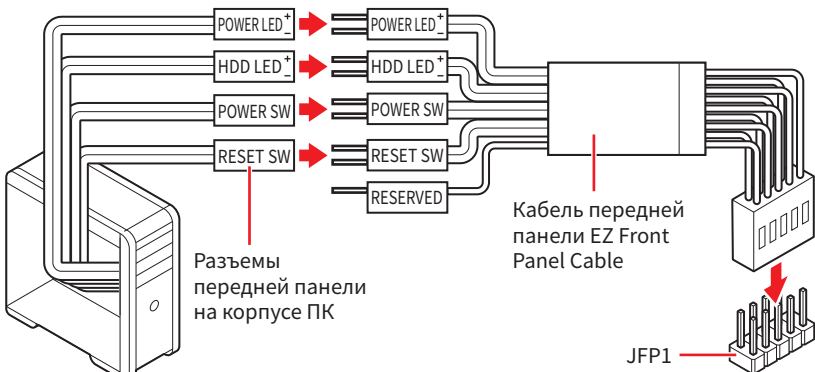 POWER LED + −
POWER LED + −
HDD LED + −
HDD LED + −
POWER SW
POWER SW
RESET SW
RESET SW
RESERVED
Разъемы
передней панели
на корпусе ПК
Кабель передней
панели EZ Front
Panel Cable
JFP1